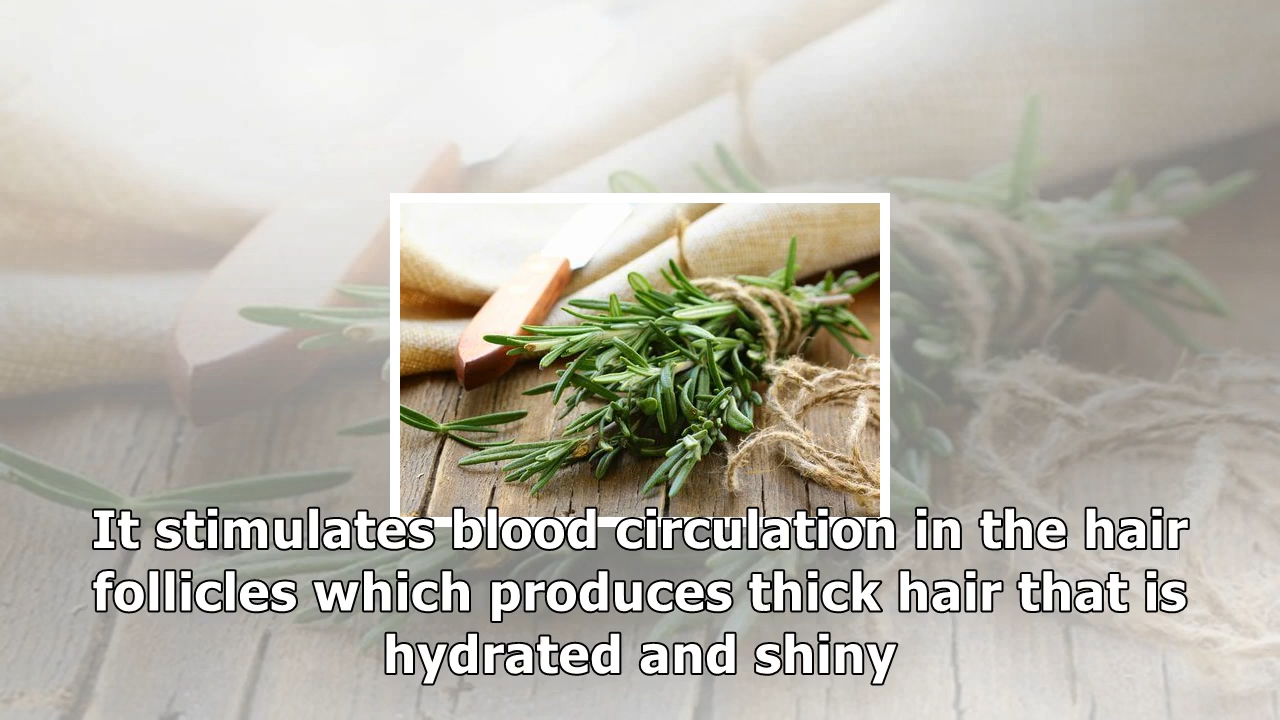 It stimulates blood circulation in the hair
follicles which produces thick hair that is
hydrated and shiny